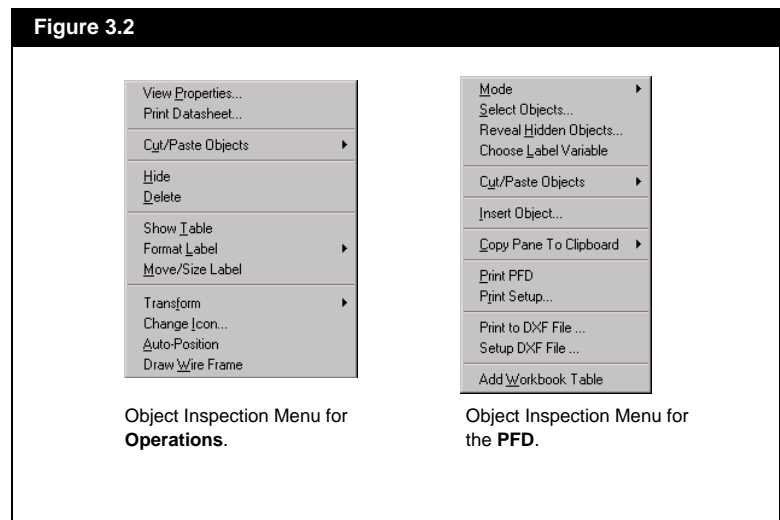 Figure 3.2
View Properties...
Print Datasheet...
Cut/Paste Objects
Hide
Delete
Show Table
Format Label
Move/Size Label
Transform
Change Icon...
Auto-Position
Draw Wire Frame
Object Inspection Menu for
Operations.
Mode
Select Objects...
Reveal Hidden Objects...
Choose Label Variable
Cut/Paste Objects
Insert Object...
Copy Pane To Clipboard
Print PFD
Print Setup...
Print to DXF File ...
Setup DXF File ...
Add Workbook Table
Object Inspection Menu for
the PFD.